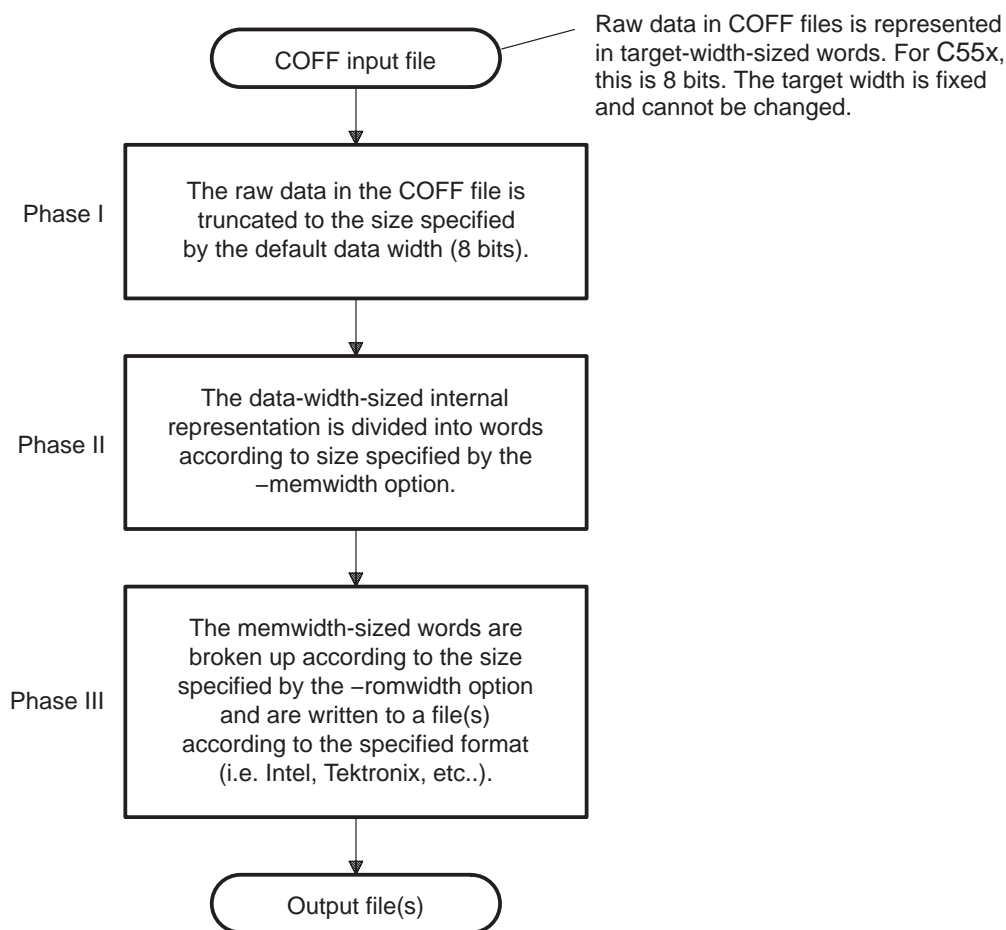 COFF input file
Raw data in COFF files is represented
in target-width-sized words. For C55x,
this is 8 bits. The target width is fixed
and cannot be changed.
Phase I
The raw data in the COFF file is
truncated to the size specified
by the default data width (8 bits).
Phase II
The data-width-sized internal
representation is divided into words
according to size specified by the
−memwidth option.
Phase III
The memwidth-sized words are
broken up according to the size
specified by the −romwidth option
and are written to a file(s)
according to the specified format
(i.e. Intel, Tektronix, etc..).
Output file(s)